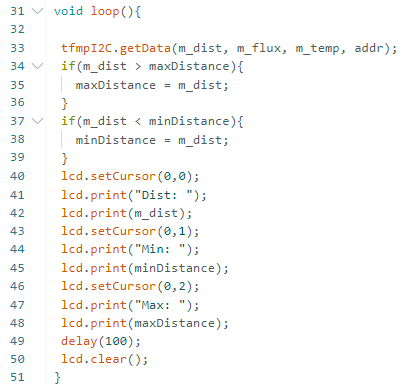 31 void loop(){
32
33 tfmpI2C.getData(m_dist, m_flux, m_temp, addr);
34 if(m_dist > maxDistance){
35 maxDistance = m_dist;
36 }
37 if(m_dist < minDistance){
38 minDistance = m_dist;
39 }
40 lcd.setCursor(0,0);
41 lcd.print("Dist: ");
42 lcd.print(m_dist);
43 lcd.setCursor(0,1);
44 lcd.print("Min: ");
45 lcd.print(minDistance);
46 lcd.setCursor(0,2);
47 lcd.print("Max: ");
48 lcd.print(maxDistance);
49 delay(100);
50 lcd.clear();
51 }